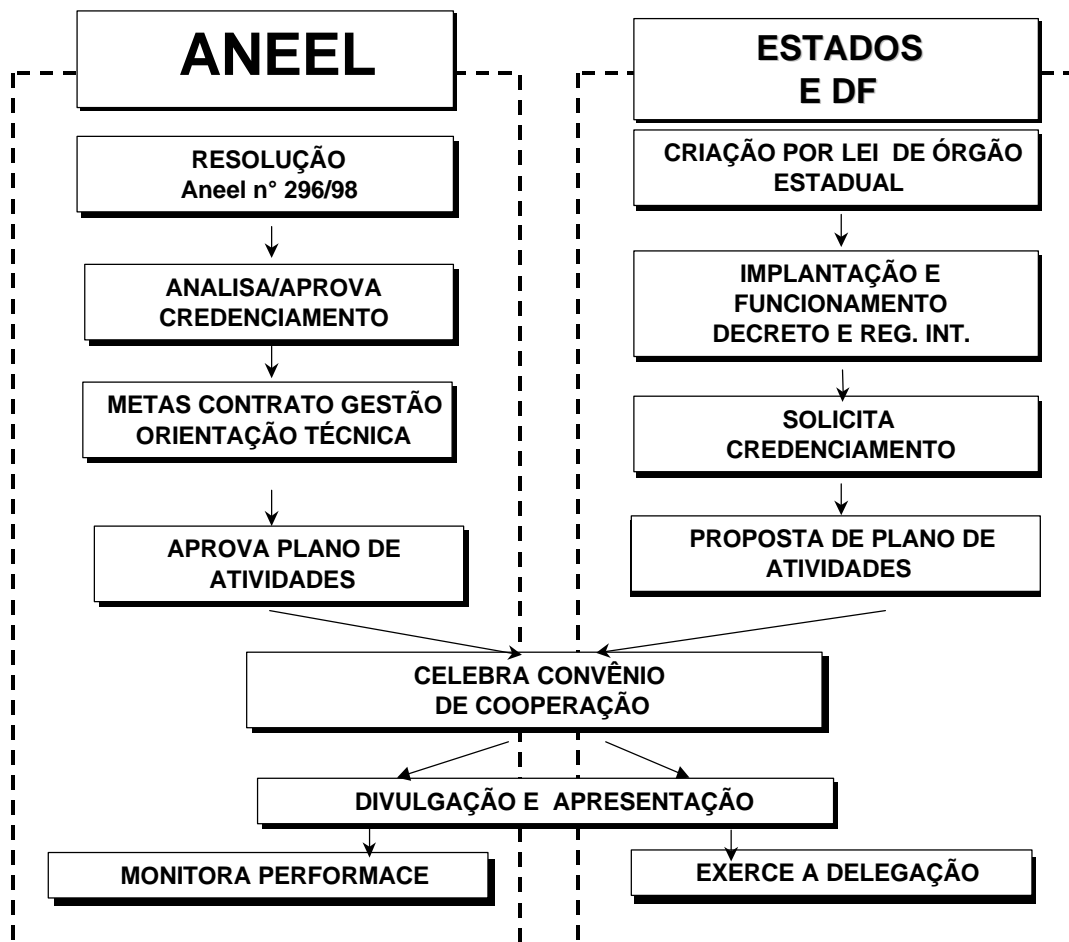 ANEEL
RESOLUÇÃO
Aneel n° 296/98
ANALISA/APROVA
CREDENCIAMENTO
METAS CONTRATO GESTÃO
ORIENTAÇÃO TÉCNICA
APROVA PLANO DE
ATIVIDADES
ESTADOS
E DF
CRIAÇÃO POR LEI DE ÓRGÃO
ESTADUAL
IMPLANTAÇÃO E
FUNCIONAMENTO
DECRETO E REG. INT.
SOLICITA
CREDENCIAMENTO
PROPOSTA DE PLANO DE
ATIVIDADES
CELEBRA CONVÊNIO
DE COOPERAÇÃO
DIVULGAÇÃO E APRESENTAÇÃO
MONITORA PERFORMACE
EXERCE A DELEGAÇÃO